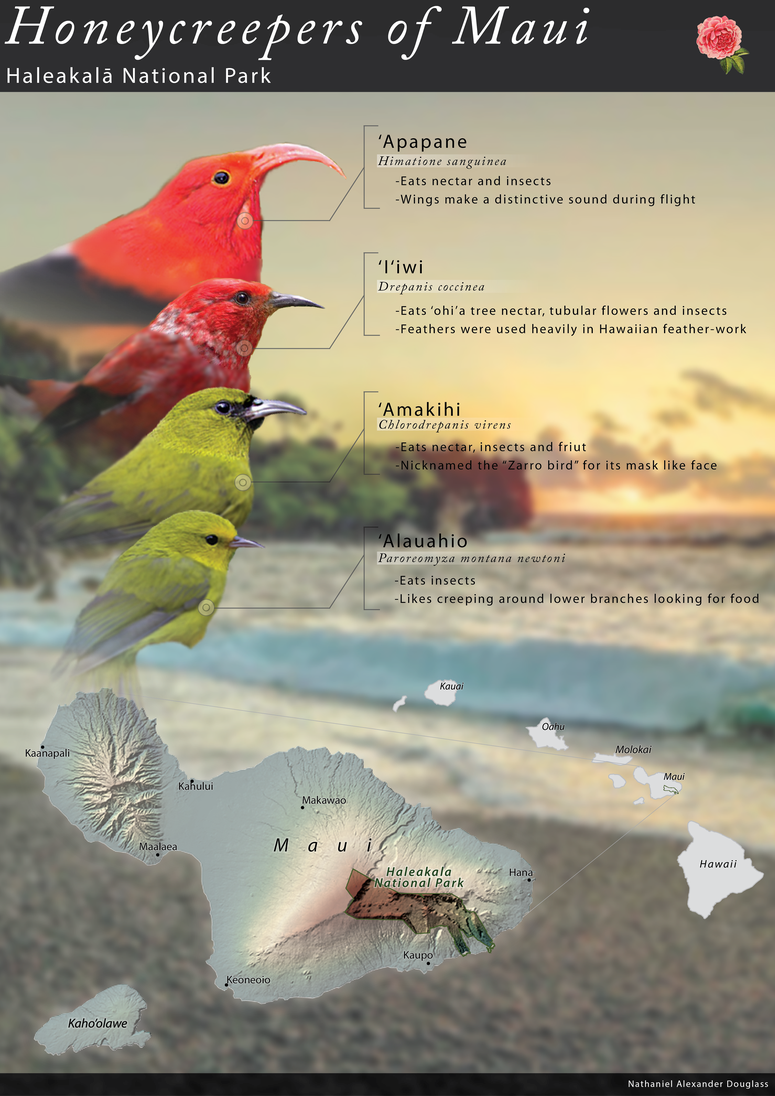 Honeycreepers of Maui
Haleakalā National Park
‘Apapane
Himatione sanguinea
-Eats nectar and insects
-Wings make a distinctive sound during flight
‘I‘iwi
Drepanis coccinea
-Eats ‘ohi’a tree nectar, tubular flowers and insects
-Feathers were used heavily in Hawaiian feather-work
‘Amakihi
Chlorodrepanis virens
-Eats nectar, insects and friut
-Nicknamed the “Zarro bird” for its mask like face
‘Alauahio
Paroreomyza montana newtoni
-Eats insects
-Likes creeping around lower branches looking for food
Kauai
Oahu
Molokai
Maui
Hawaii
Kaanapali
Kahului
Makawao
Maalaea
Maui
Haleakala
National Park
Hana
Kaupo
Keoneoio
Kaho’olawe
Nathaniel Alexander Douglass